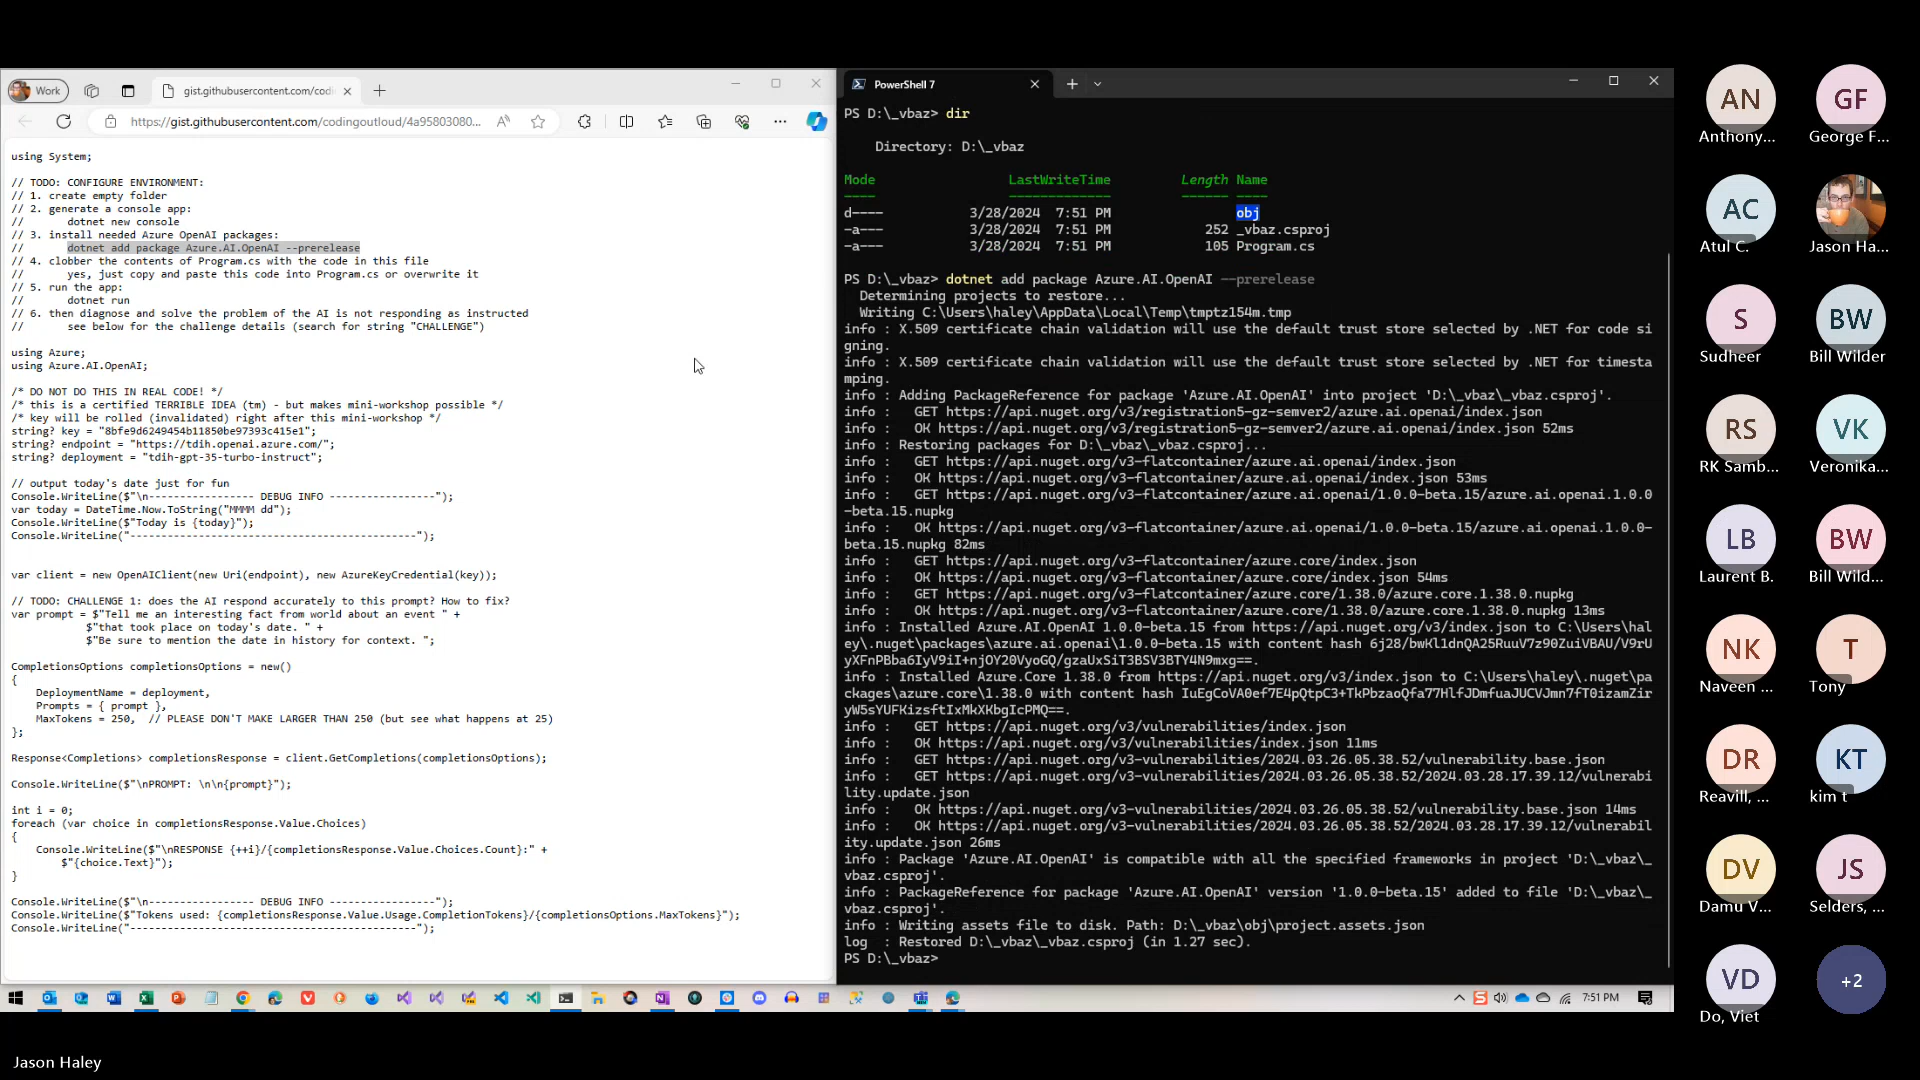 Work
gist.githubusercontent.com/codi
https://gist.githubusercontent.com/codingoutloud/4a95803080...
using System;
// TODO: CONFIGURE ENVIRONMENT:
// 1. create empty folder
// 2. generate a console app:
//       dotnet new console
// 3. install needed Azure OpenAI packages:
//       dotnet add package Azure.AI.OpenAI --prerelease
// 4. clobber the contents of Program.cs with the code in this file
//       yes, just copy and paste this code into Program.cs or overwrite it
// 5. run the app:
//       dotnet run
// 6. then diagnose and solve the problem of the AI is not responding as instructed
//       see below for the challenge details (search for string "CHALLENGE")
using Azure;
using Azure.AI.OpenAI;
/* DO NOT DO THIS IN REAL CODE! */
/* this is a certified TERRIBLE IDEA (tm) - but makes mini-workshop possible */
/* key will be rolled (invalidated) right after this mini-workshop */
string? key = "8bfe9d6249454b11850be97393c415e1";
string? endpoint = "https://tdih.openai.azure.com/";
string? deployment = "tdih-gpt-35-turbo-instruct";
// output today's date just for fun
Console.WriteLine($"\n---------------- DEBUG INFO ----------------");
var today = DateTime.Now.ToString("MMMM dd");
Console.WriteLine($"Today is {today}");
Console.WriteLine("--------------------------------------------");
var client = new OpenAIClient(new Uri(endpoint), new AzureKeyCredential(key));
// TODO: CHALLENGE 1: does the AI respond accurately to this prompt? How to fix?
var prompt = $"Tell me an interesting fact from world about an event " +
$"that took place on today's date. " +
$"Be sure to mention the date in history for context. ";
CompletionsOptions completionsOptions = new()
{
DeploymentName = deployment,
Prompts = { prompt },
MaxTokens = 250,  // PLEASE DON'T MAKE LARGER THAN 250 (but see what happens at 25)
};
Response<Completions> completionsResponse = client.GetCompletions(completionsOptions);
Console.WriteLine($"\nPROMPT: \n\n{prompt}");
int i = 0;
foreach (var choice in completionsResponse.Value.Choices)
{
Console.WriteLine($"\nRESPONSE {++i}/{completionsResponse.Value.Choices.Count}:" +
$"{choice.Text}");
}
Console.WriteLine($"\n---------------- DEBUG INFO ----------------");
Console.WriteLine($"Tokens used: {completionsResponse.Value.Usage.CompletionTokens}/{completionsOptions.MaxTokens}");
Console.WriteLine("--------------------------------------------");
PowerShell 7
PS D:\_vbaz> dir
Directory: D:\_vbaz
Mode LastWriteTime Length Name
---- ------------- ------ ----
d---- 3/28/2024 7:51 PM obj
-a--- 3/28/2024 7:51 PM 252 _vbaz.csproj
-a--- 3/28/2024 7:51 PM 105 Program.cs
PS D:\_vbaz> dotnet add package Azure.AI.OpenAI --prerelease
Determining projects to restore...
Writing C:\Users\haley\AppData\Local\Temp\tmptz154m.tmp
info : X.509 certificate chain validation will use the default trust store selected by .NET for code si
gning.
info : X.509 certificate chain validation will use the default trust store selected by .NET for timesta
mping.
info : Adding PackageReference for package 'Azure.AI.OpenAI' into project 'D:\_vbaz\_vbaz.csproj'.
info :   GET https://api.nuget.org/v3/registration5-gz-semver2/azure.ai.openai/index.json
info :   OK https://api.nuget.org/v3/registration5-gz-semver2/azure.ai.openai/index.json 52ms
info : Restoring packages for D:\_vbaz\_vbaz.csproj...
info :   GET https://api.nuget.org/v3-flatcontainer/azure.ai.openai/index.json
info :   OK https://api.nuget.org/v3-flatcontainer/azure.ai.openai/index.json 53ms
info :   GET https://api.nuget.org/v3-flatcontainer/azure.ai.openai/1.0.0-beta.15/azure.ai.openai.1.0.0
-beta.15.nupkg
info :   OK https://api.nuget.org/v3-flatcontainer/azure.ai.openai/1.0.0-beta.15/azure.ai.openai.1.0.0-
beta.15.nupkg 82ms
info :   GET https://api.nuget.org/v3-flatcontainer/azure.core/index.json
info :   OK https://api.nuget.org/v3-flatcontainer/azure.core/index.json 54ms
info :   GET https://api.nuget.org/v3-flatcontainer/azure.core/1.38.0/azure.core.1.38.0.nupkg
info :   OK https://api.nuget.org/v3-flatcontainer/azure.core/1.38.0/azure.core.1.38.0.nupkg 13ms
info : Installed Azure.AI.OpenAI 1.0.0-beta.15 from https://api.nuget.org/v3/index.json to C:\Users\hal
ey\.nuget\packages\azure.ai.openai\1.0.0-beta.15 with content hash 6j28/bwKl1dnQA25RuuV7z90ZuiVBAU/V9rU
yXFnPBba6IyV9iI+njOY20VyoGQ/gzaUxSiT3BSV3BTY4N9mxg==.
info : Installed Azure.Core 1.38.0 from https://api.nuget.org/v3/index.json to C:\Users\haley\.nuget\pa
ckages\azure.core\1.38.0 with content hash IuEgCoVA0ef7E4pQtpC3+TkPbzaoQfa77HlfJDmfuaJUCVJmn7fT0izamZir
yW5sYUFKizsftIxMkXKbgIcPMQ==.
info :   GET https://api.nuget.org/v3/vulnerabilities/index.json
info :   OK https://api.nuget.org/v3/vulnerabilities/index.json 11ms
info :   GET https://api.nuget.org/v3-vulnerabilities/2024.03.26.05.38.52/vulnerability.base.json
info :   GET https://api.nuget.org/v3-vulnerabilities/2024.03.26.05.38.52/2024.03.28.17.39.12/vulnerabi
lity.update.json
info :   OK https://api.nuget.org/v3-vulnerabilities/2024.03.26.05.38.52/vulnerability.base.json 14ms
info :   OK https://api.nuget.org/v3-vulnerabilities/2024.03.26.05.38.52/2024.03.28.17.39.12/vulnerabil
ity.update.json 26ms
info : Package 'Azure.AI.OpenAI' is compatible with all the specified frameworks in project 'D:\_vbaz\_
vbaz.csproj'.
info : PackageReference for package 'Azure.AI.OpenAI' version '1.0.0-beta.15' added to file 'D:\_vbaz\_
vbaz.csproj'.
info : Writing assets file to disk. Path: D:\_vbaz\obj\project.assets.json
log  : Restored D:\_vbaz\_vbaz.csproj (in 1.27 sec).
PS D:\_vbaz>
7:51 PM
AN GF
Anthony... George F...
AC
Atul C. Jason Ha...
S BW
Sudheer Bill Wilder
RS VK
RK Samb... Veronika...
LB BW
Laurent B. Bill Wild...
NK T
Naveen ... Tony
DR KT
Reavill, ... kim t
DV JS
Damu V... Selders, ...
VD +2
Do, Viet
Jason Haley